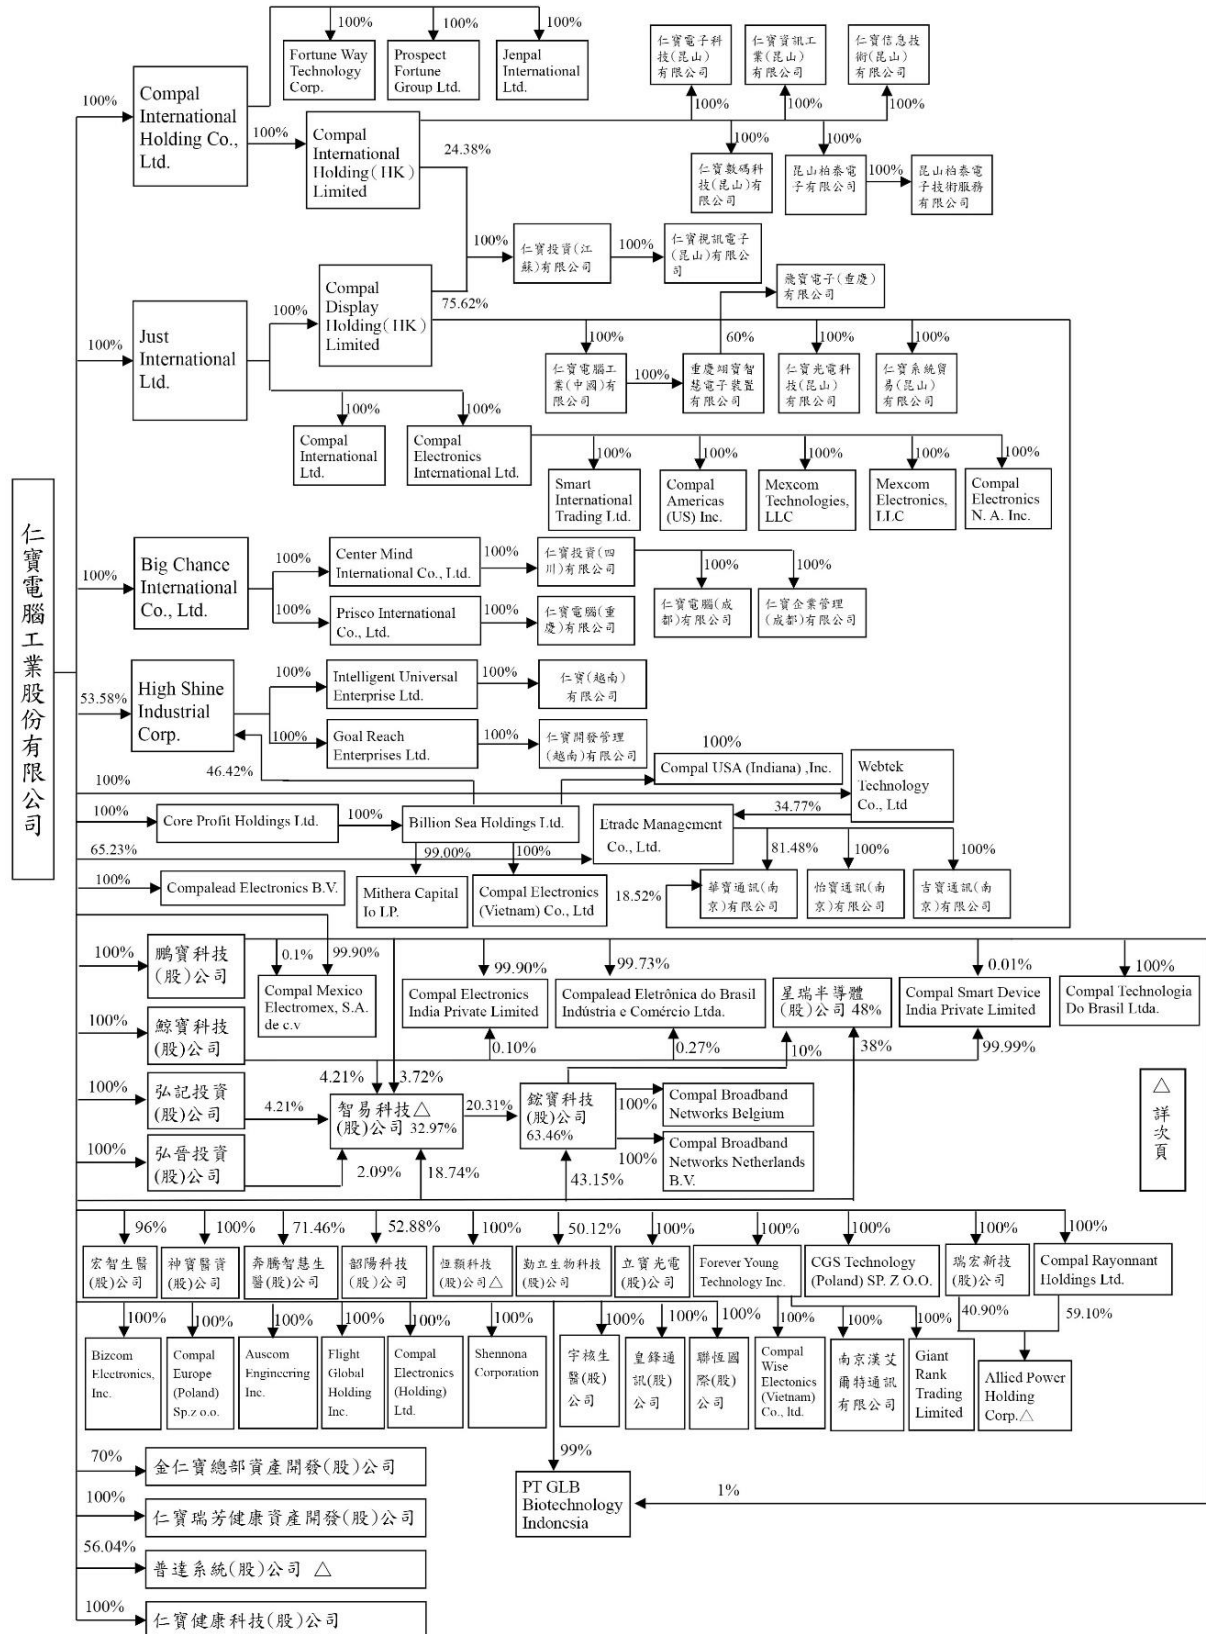 100%
100%
100%
Fortune Way
Technology
Corp.
Prospect
Fortune
Group Ltd.
Jenpal
International
Ltd.
仁寶電子科
技(昆山)
有限公司
仁寶資訊工
業(昆山)
有限公司
仁寶信息技
術(昆山)
有限公司
100%
Compal
International
Holding Co.,
Ltd.
100%
Compal
International
Holding(HK)
Limited
24.38%
100%
100%
100%
100%
100%
仁寶數碼科
技(昆山)有
限公司
昆山柏泰電
子有限公司
100%
昆山柏泰電
子技術服務
有限公司
100%
仁寶投資(江
蘇)有限公司
100%
仁寶視訊電子
(昆山)有限公
司
飛寶電子(重慶)
有限公司
100%
Just
International
Ltd.
100%
Compal
Display
Holding(HK)
Limited
75.62%
100%
60%
100%
100%
仁寶電腦工
業(中國)有
限公司
100%
重慶翊寶智
慧電子裝置
有限公司
仁寶光電科
技(昆山)
有限公司
仁寶系統貿
易(昆山)
有限公司
100%
100%
Compal
International
Ltd.
Compal
Electronics
International Ltd.
100%
100%
100%
100%
100%
Smart
International
Trading Ltd.
Compal
Americas
(US) Inc.
Mexcom
Technologies,
LLC
Mexcom
Electronics,
LLC
Compal
Electronics
N. A. Inc.
仁寶電腦工業股份有限公司
100%
Big Chance
International
Co., Ltd.
100%
Center Mind
International Co., Ltd.
100%
仁寶投資(四
川)有限公司
100%
100%
仁寶電腦(成
都)有限公司
仁寶企業管理
(成都)有限公司
100%
Prisco International
Co., Ltd.
100%
仁寶電腦(重
慶)有限公司
53.58%
High Shine
Industrial
Corp.
100%
Intelligent Universal
Enterprise Ltd.
100%
仁寶(越南)
有限公司
100%
Goal Reach
Enterprises Ltd.
100%
仁寶開發管理
(越南)有限公司
46.42%
100%
Compal USA (Indiana) ,Inc.
Webtek
Technology
Co., Ltd
100%
34.77%
100%
Core Profit Holdings Ltd.
100%
Billion Sea Holdings Ltd.
Etrade Management
Co., Ltd.
65.23%
99.00%
100%
81.48%
100%
100%
100%
Compalead Electronics B.V.
Mithera Capital
Io LP.
Compal Electronics
(Vietnam) Co., Ltd
18.52%
華寶通訊(南
京)有限公司
怡寶通訊(南
京)有限公司
吉寶通訊(南
京)有限公司
100%
鵬寶科技
(股)公司
0.1%
99.90%
99.90%
99.73%
0.01%
100%
Compal Mexico
Electromex, S.A.
de c.v
Compal Electronics
India Private Limited
Compalead Eletrônica do Brasil
Indústria e Comércio Ltda.
星瑞半導體
(股)公司 48%
Compal Smart Device
India Private Limited
Compal Technologia
Do Brasil Ltda.
100%
鯨寶科技
(股)公司
0.10%
0.27%
10%
38%
99.99%
100%
弘記投資
(股)公司
4.21%
4.21%
3.72%
智易科技△
(股)公司 32.97%
20.31%
鋐寶科技
(股)公司
63.46%
100%
Compal Broadband
Networks Belgium
100%
Compal Broadband
Networks Netherlands
B.V.
△詳次頁
100%
弘晉投資
(股)公司
2.09%
18.74%
43.15%
96%
100%
71.46%
52.88%
100%
50.12%
100%
100%
100%
100%
100%
宏智生醫
(股)公司
神寶醫資
(股)公司
奔騰智慧生
醫(股)公司
韶陽科技
(股)公司
恒顥科技
(股)公司△
勤立生物科技
(股)公司
立寶光電
(股)公司
Forever Young
Technology Inc.
CGS Technology
(Poland) SP. Z O.O.
瑞宏新技
(股)公司
Compal Rayonnant
Holdings Ltd.
100%
100%
100%
100%
100%
100%
100%
100%
100%
100%
100%
100%
40.90%
59.10%
Bizcom
Electronics,
Inc.
Compal
Europe
(Poland)
Sp.z o.o.
Auscom
Engineering
Inc.
Flight
Global
Holding
Inc.
Compal
Electronics
(Holding)
Ltd.
Shennona
Corporation
宇核生
醫(股)
公司
皇鋒通
訊(股)
公司
聯恆國
際(股)
公司
Compal
Wise
Electonics
(Vietnam)
Co., ltd.
南京漢艾
爾特通訊
有限公司
Giant
Rank
Trading
Limited
Allied Power
Holding
Corp.△
99%
PT GLB
Biotechnology
Indonesia
1%
70%
金仁寶總部資產開發(股)公司
100%
仁寶瑞芳健康資產開發(股)公司
56.04%
普達系統(股)公司 △
100%
仁寶健康科技(股)公司